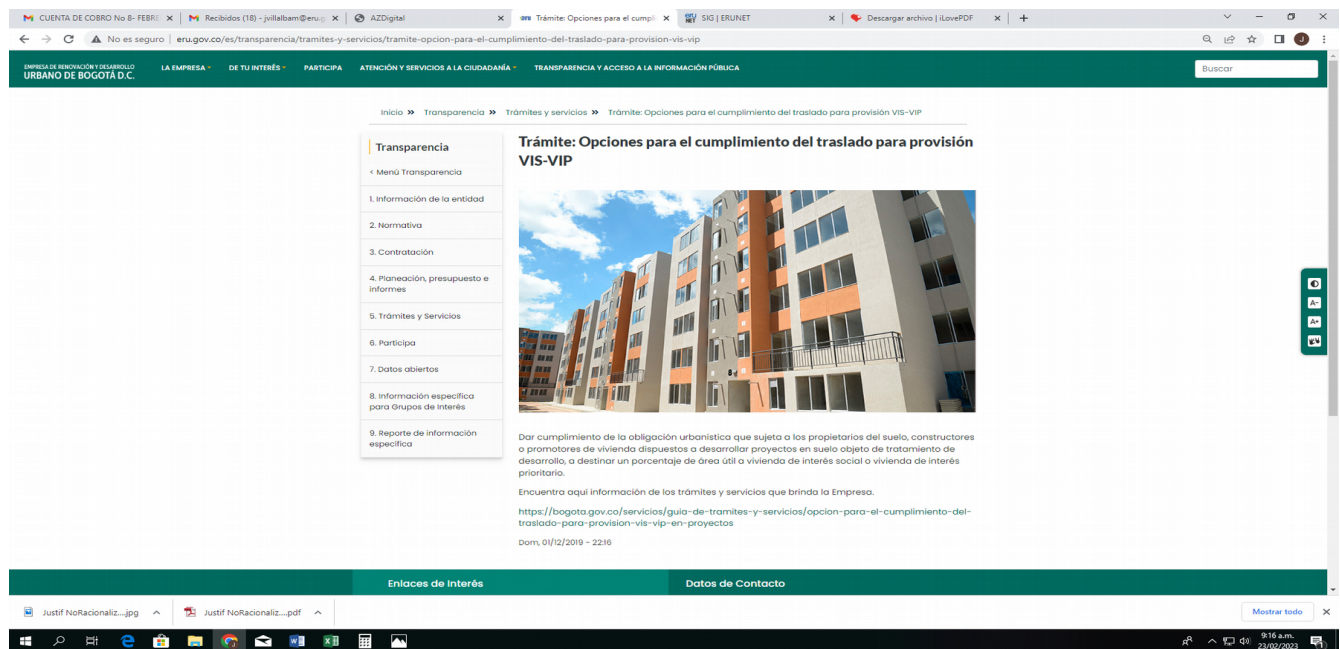 CUENTA DE COBRO No 8- FEBRE
Recibidos (18) - jvillalbam@eru.g
AZDigital
Trámite: Opciones para el cumpli
SIG | ERUNET
Descargar archivo | iLovePDF
No es seguro | eru.gov.co/es/transparencia/tramites-y-servicios/tramite-opcion-para-el-cumplimiento-del-traslado-para-provision-vis-vip
EMPRESA DE RENOVACIÓN Y DESARROLLO
URBANO DE BOGOTÁ D.C.
LA EMPRESA
DE TU INTERÉS
PARTICIPA
ATENCIÓN Y SERVICIOS A LA CIUDADANÍA
TRANSPARENCIA Y ACCESO A LA INFORMACIÓN PÚBLICA
Buscar
Inicio » Transparencia » Trámites y servicios » Trámite: Opciones para el cumplimiento del traslado para provisión VIS-VIP
Transparencia
< Menú Transparencia
1. Información de la entidad
2. Normativa
3. Contratación
4. Planeación, presupuesto e
informes
5. Trámites y Servicios
6. Participa
7. Datos abiertos
8. Información específica
para Grupos de Interés
9. Reporte de información
específica
Trámite: Opciones para el cumplimiento del traslado para provisión
VIS-VIP
Dar cumplimiento de la obligación urbanística que sujeta a los propietarios del suelo, constructores
o promotores de vivienda dispuestos a desarrollar proyectos en suelo objeto de tratamiento de
desarrollo, a destinar un porcentaje de área útil a vivienda de interés social o vivienda de interés
prioritario.
Encuentra aquí información de los trámites y servicios que brinda la Empresa.
https://bogota.gov.co/servicios/guia-de-tramites-y-servicios/opcion-para-el-cumplimiento-del-
traslado-para-provision-vis-vip-en-proyectos
Dom, 01/12/2019 - 22:16
A-
A+
Enlaces de Interés
Datos de Contacto
Justif NoRacionaliz....jpg
Justif NoRacionaliz....pdf
Mostrar todo
9:16 a.m.
23/02/2023